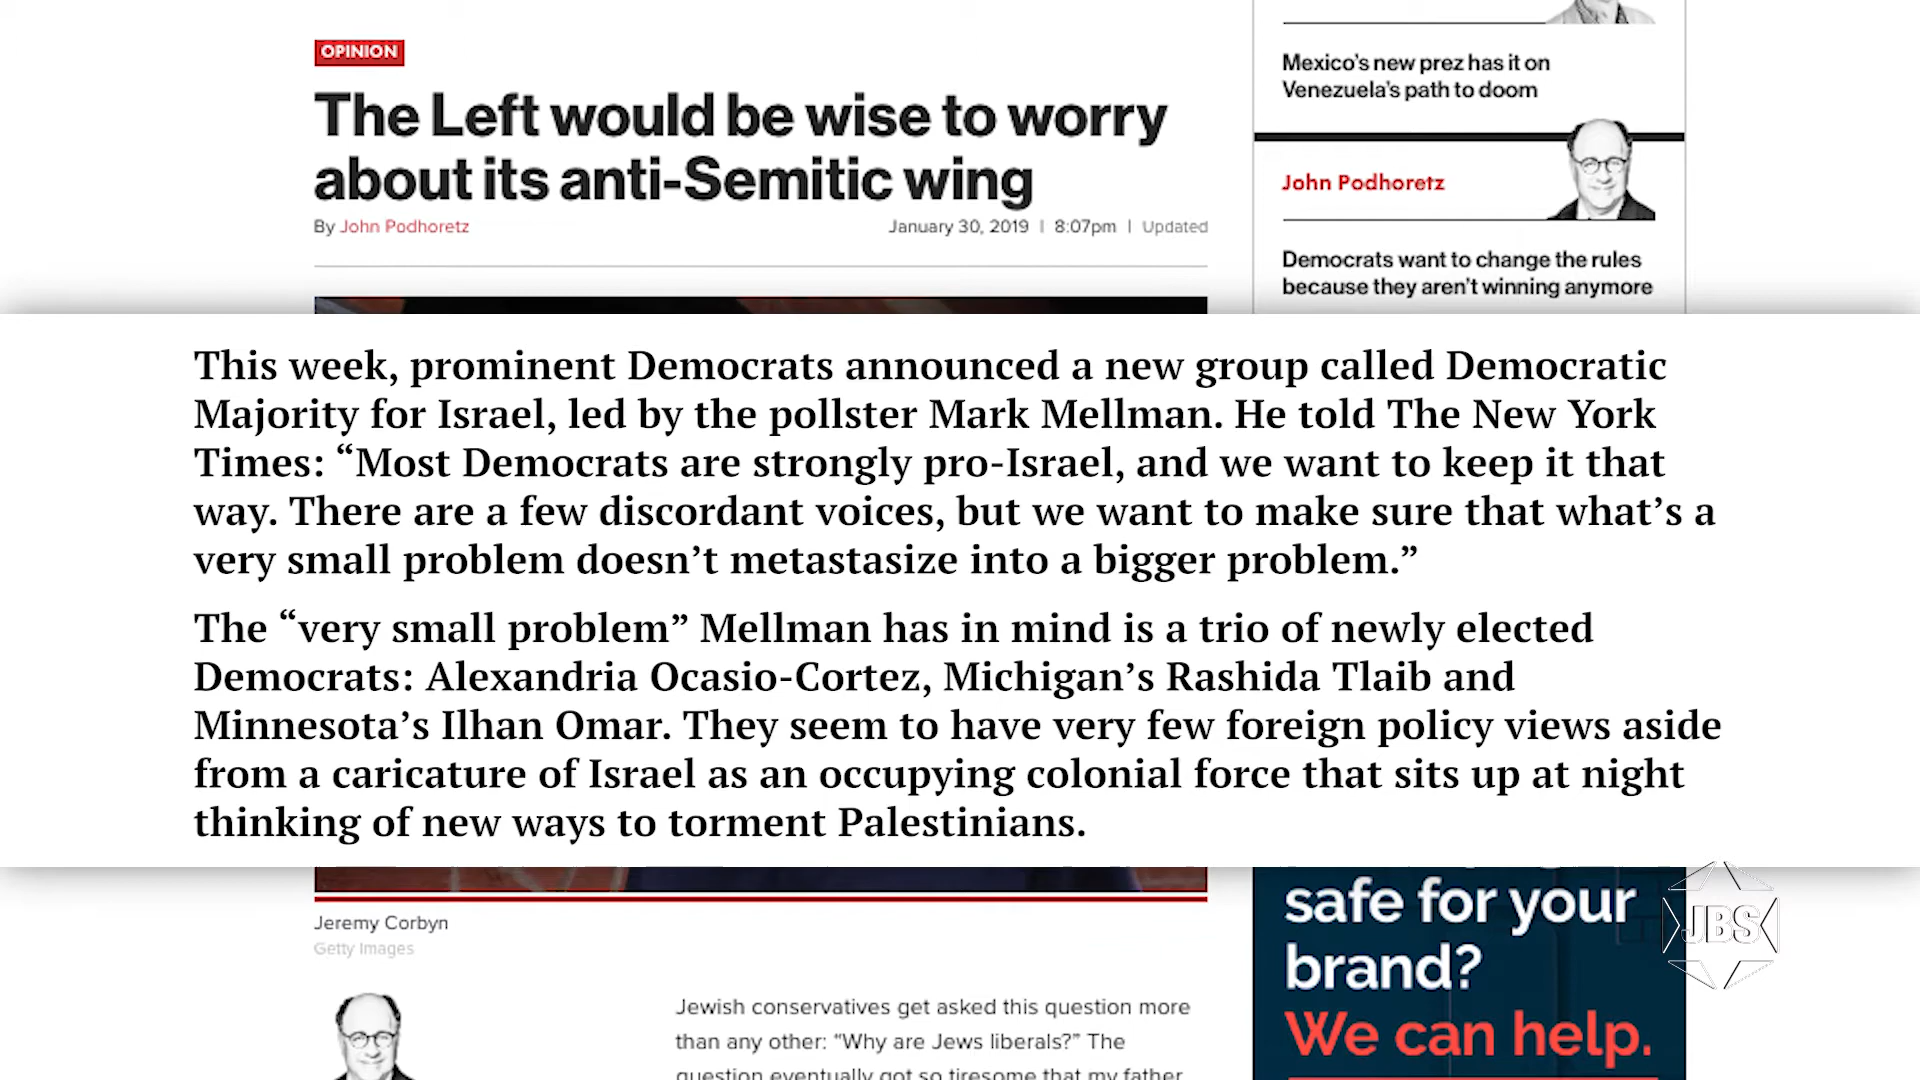 OPINION
The Left would be wise to worry
about its anti-Semitic wing
By John Podhoretz
January 30, 2019 | 8:07pm | Updated
Mexico's new prez has it on
Venezuela's path to doom
John Podhoretz
Democrats want to change the rules
because they aren't winning anymore
This week, prominent Democrats announced a new group called Democratic
Majority for Israel, led by the pollster Mark Mellman. He told The New York
Times: “Most Democrats are strongly pro-Israel, and we want to keep it that
way. There are a few discordant voices, but we want to make sure that what’s a
very small problem doesn’t metastasize into a bigger problem.”
The “very small problem” Mellman has in mind is a trio of newly elected
Democrats: Alexandria Ocasio-Cortez, Michigan’s Rashida Tlaib and
Minnesota’s Ilhan Omar. They seem to have very few foreign policy views aside
from a caricature of Israel as an occupying colonial force that sits up at night
thinking of new ways to torment Palestinians.
Jeremy Corbyn
Getty Images
Jewish conservatives get asked this question more
than any other: “Why are Jews liberals?” The
question eventually got so tiresome that my father
safe for your
brand?
We can help.
JBS